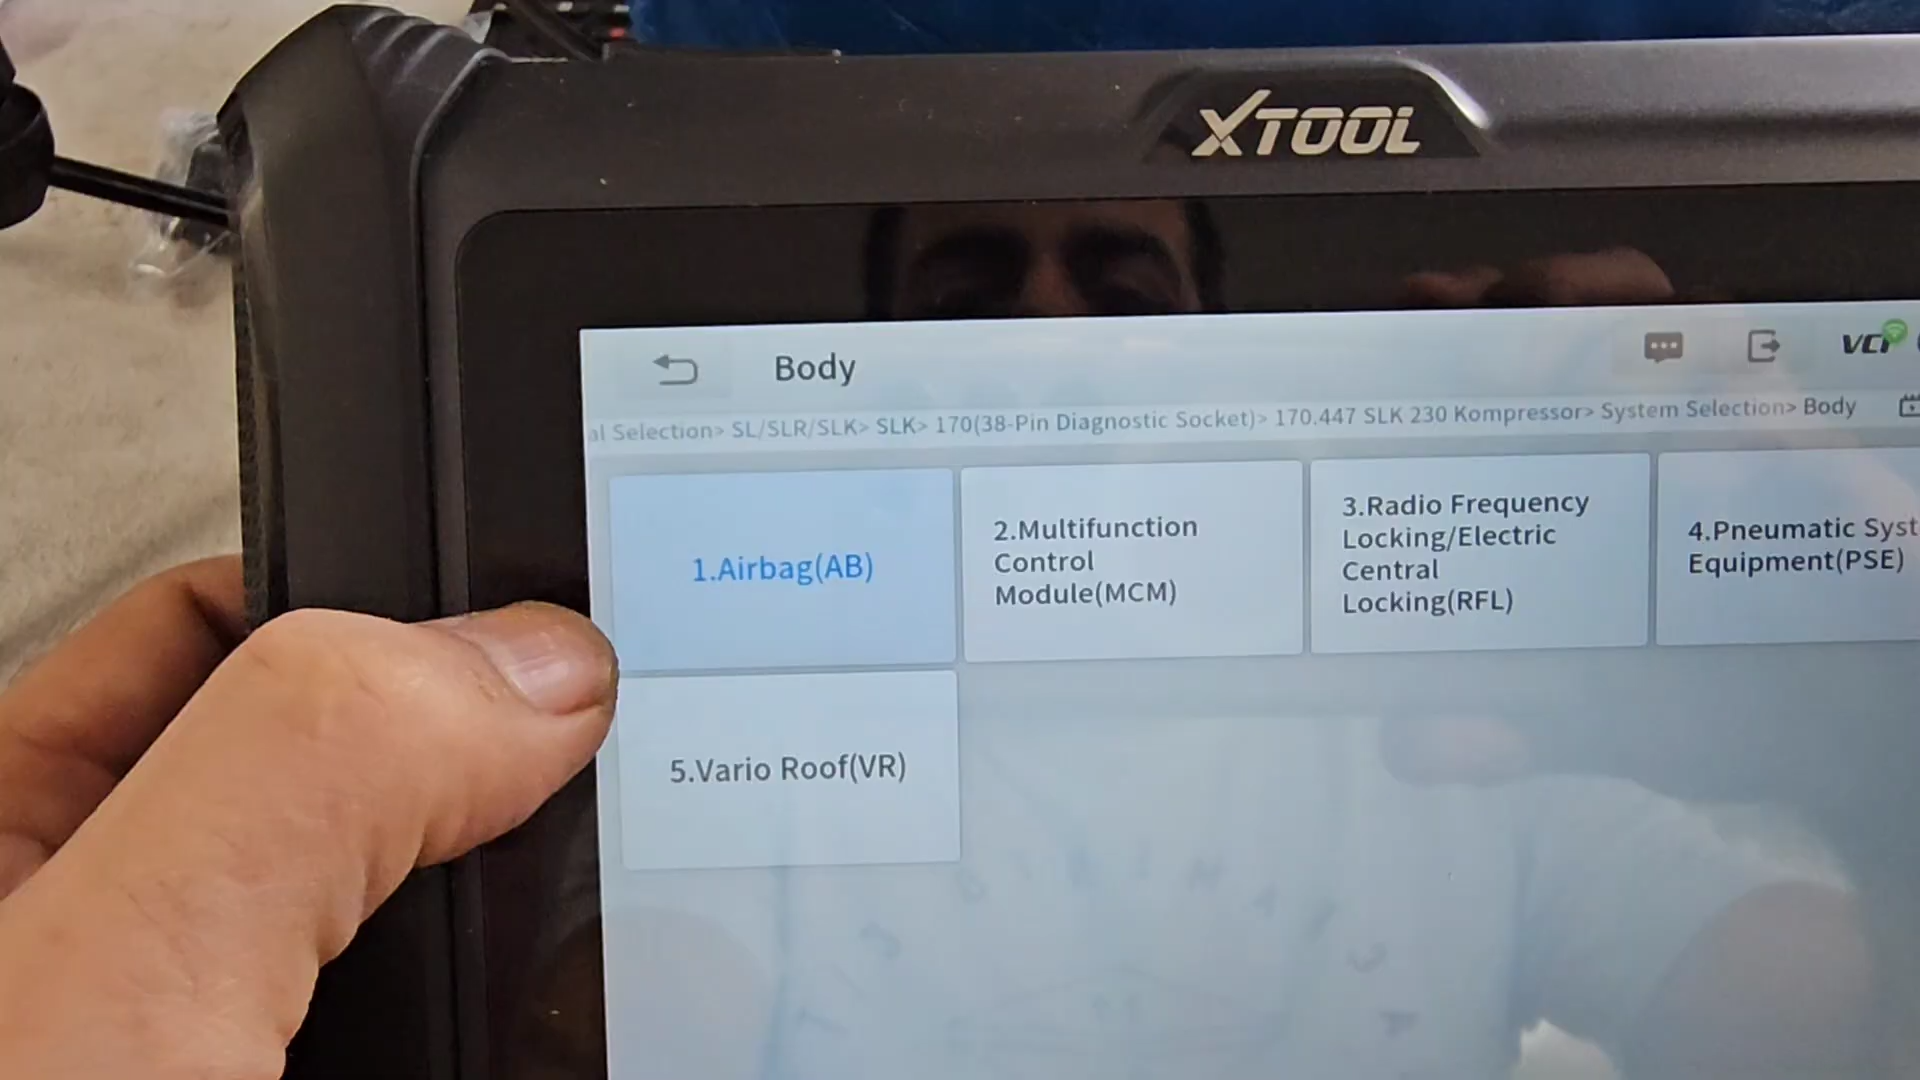 XTOOL
Body
VCI
al Selection> SL/SLR/SLK> SLK> 170(38-Pin Diagnostic Socket)> 170.447 SLK 230 Kompressor> System Selection> Body
1.Airbag(AB)
2.Multifunction
Control
Module(MCM)
3.Radio Frequency
Locking/Electric
Central
Locking(RFL)
4.Pneumatic Syst
Equipment(PSE)
5.Vario Roof(VR)